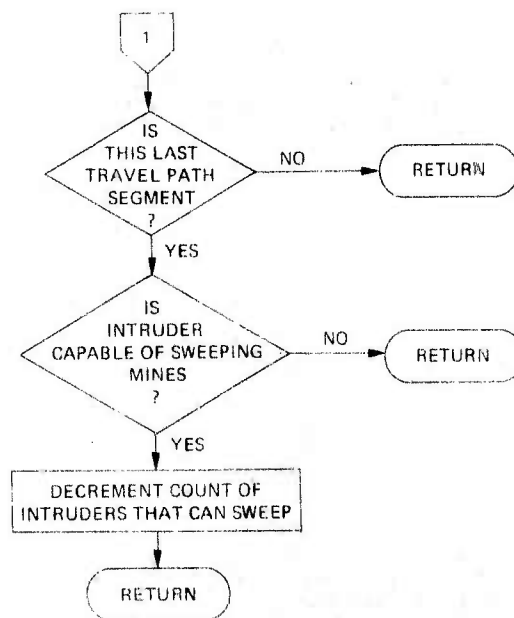 1
IS
THIS LAST
TRAVEL PATH
SEGMENT
?
NO
RETURN
YES
IS
INTRUDER
CAPABLE OF SWEEPING
MINES
?
NO
RETURN
YES
DECREMENT COUNT OF
INTRUDERS THAT CAN SWEEP
RETURN